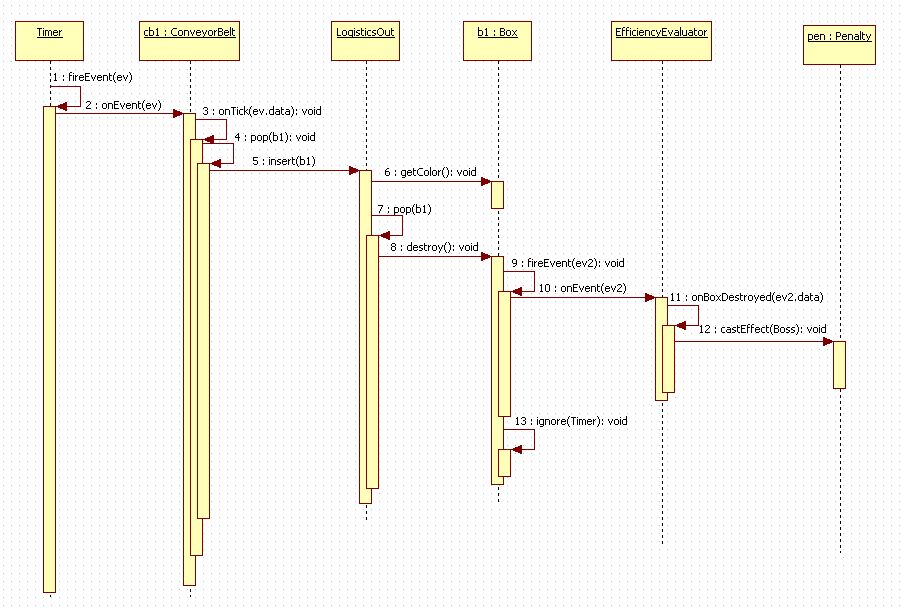 Timer
cb1 : ConveyorBelt
LogisticsOut
b1 : Box
EfficiencyEvaluator
pen : Penalty
1 : fireEvent(ev)
2 : onEvent(ev)
3 : onTick(ev.data): void
4 : pop(b1): void
5 : insert(b1)
6 : getColor(): void
7 : pop(b1)
8 : destroy(): void
9 : fireEvent(ev2): void
10 : onEvent(ev2)
11 : onBoxDestroyed(ev2.data)
12 : castEffect(Boss): void
13 : ignore(Timer): void